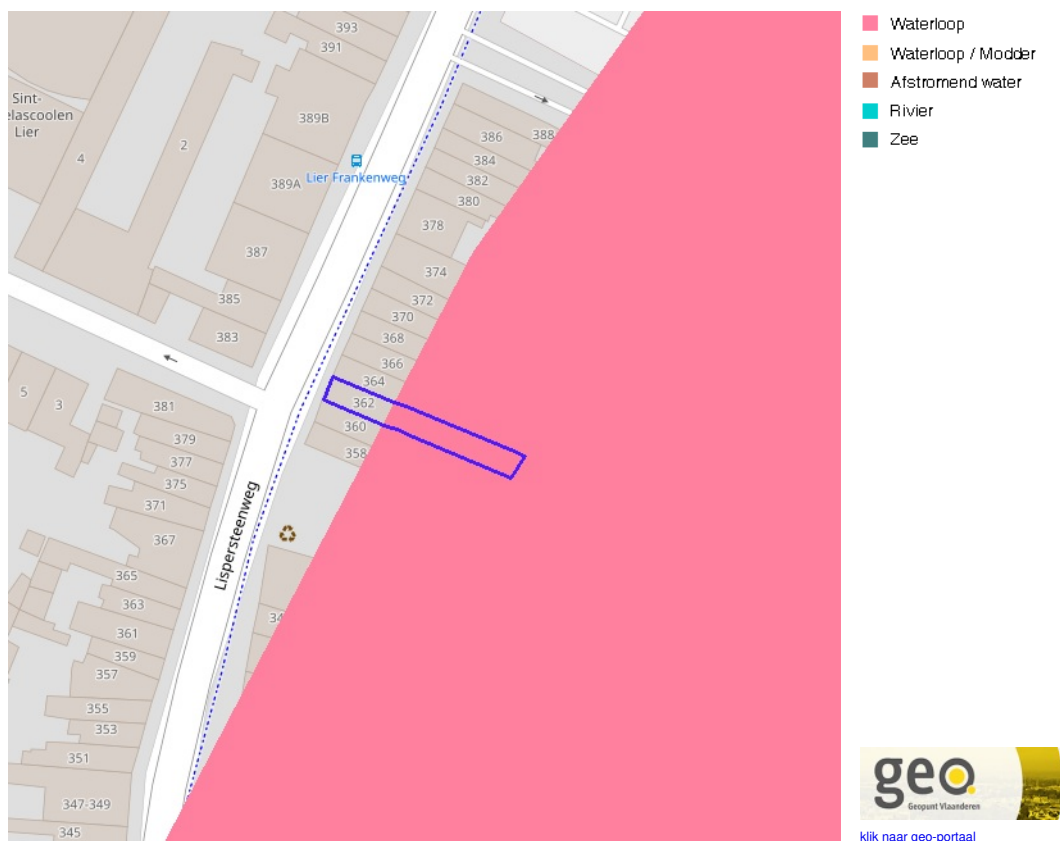 393
391
Sint-
elascoolen
Lier
389B
4
2
386
388
384
Lier Frankenweg
389A
382
380
378
387
374
385
372
370
383
368
366
364
5
3
381
362
360
379
358
377
375
371
367
Lispersteenweg
365
363
34
361
359
357
355
353
351
347-349
345
Waterloop
Waterloop / Modder
Afstromend water
Rivier
Zee
geo
Geopunt Vlaanderen
klik naar geo-portaal